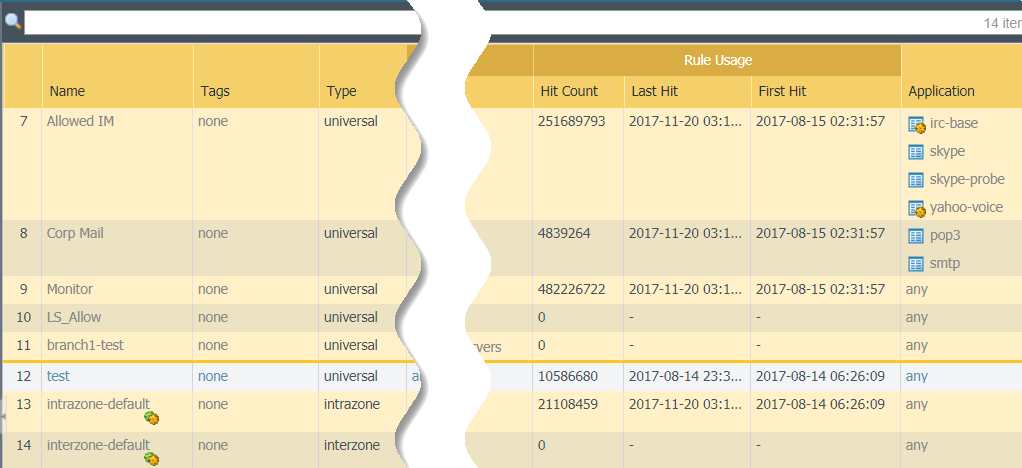 14 iter
Rule Usage
Name Tags Type Hit Count Last Hit First Hit Application
7 Allowed IM none universal 251689793 2017-11-20 03:1... 2017-08-15 02:31:57 irc-base
skype
skype-probe
yahoo-voice
8 Corp Mail none universal 4839264 2017-11-20 03:1... 2017-08-15 02:31:57 pop3
smtp
9 Monitor none universal 482226722 2017-11-20 03:1... 2017-08-15 02:31:57 any
10 LS_Allow none universal 0 - - any
11 branch1-test none universal vers 0 - - any
12 test none universal a 10586680 2017-08-14 23:3... 2017-08-14 06:26:09 any
13 intrazone-default none intrazone 21108459 2017-11-20 03:1... 2017-08-14 06:26:09 any
14 interzone-default none interzone 0 - - any